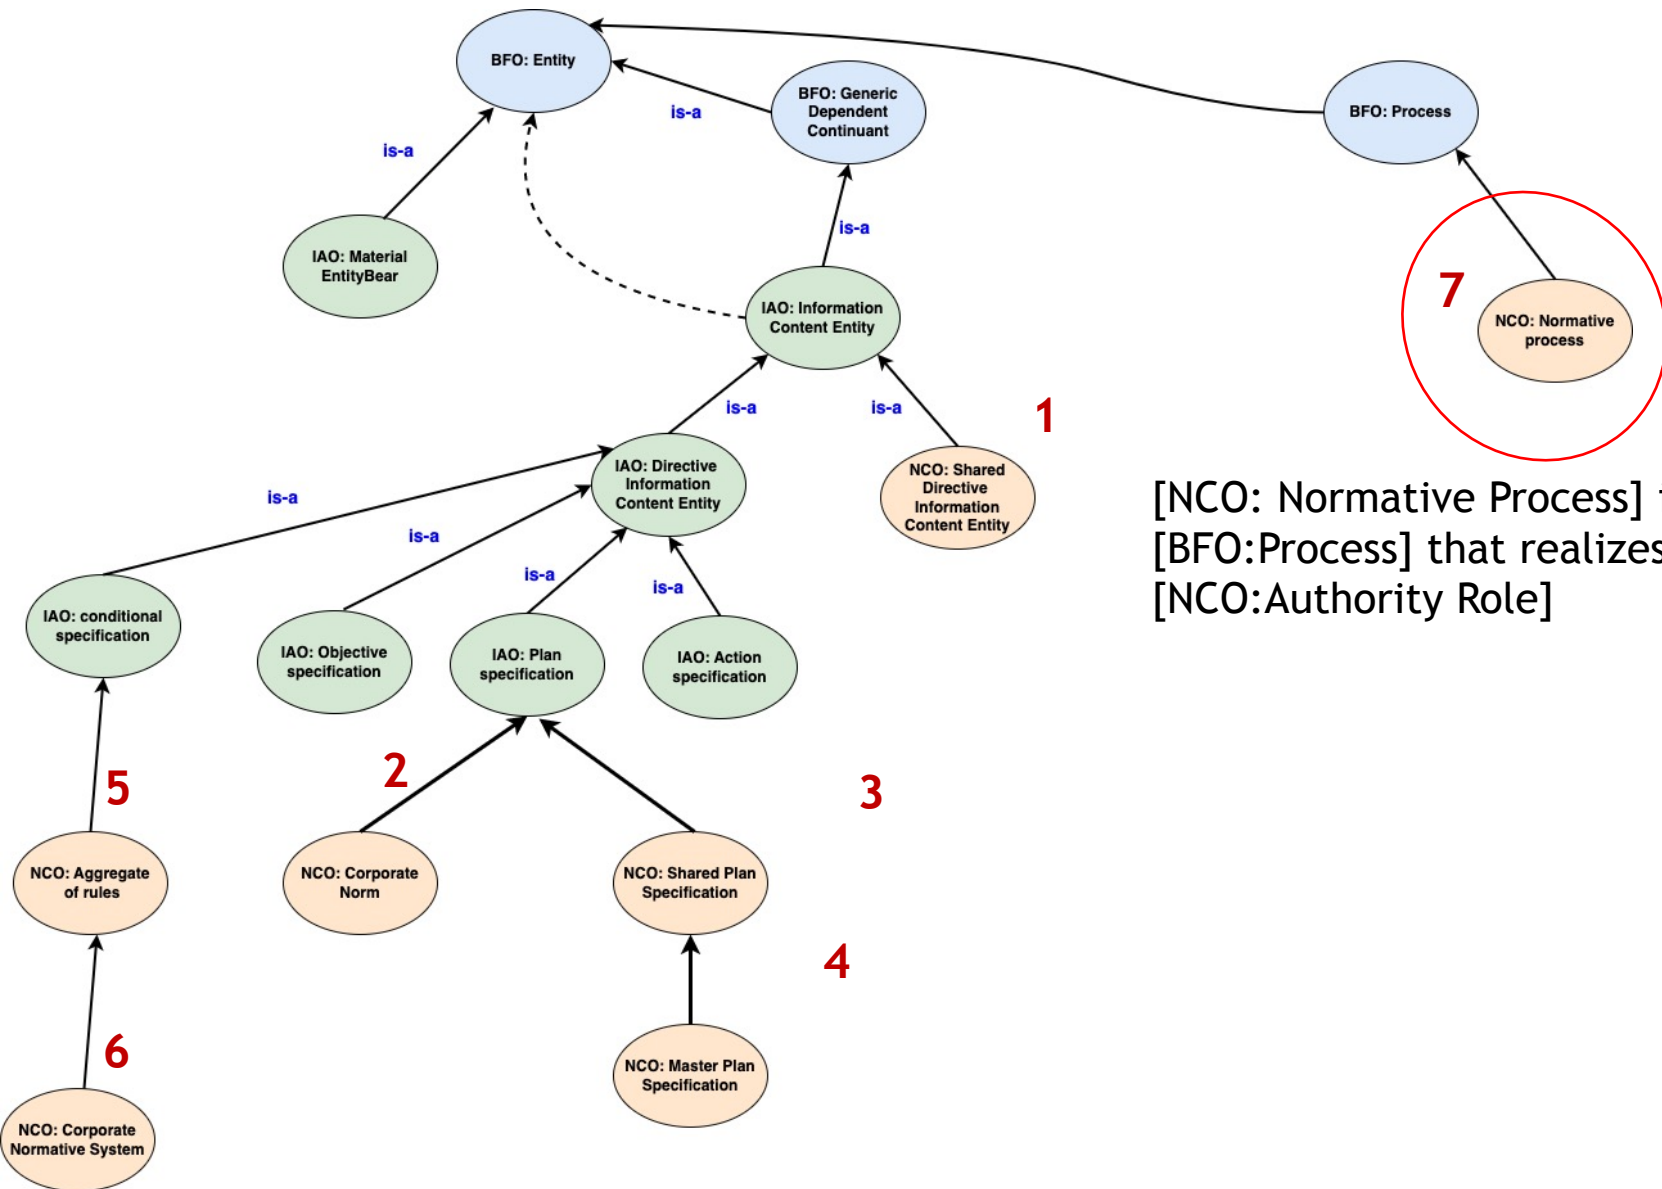 BFO: Entity
BFO: Generic
Dependent
Continuant
BFO: Process
is-a
is-a
IAO: Material
EntityBear
is-a
IAO: Information
Content Entity
7
NCO: Normative
process
is-a
is-a
1
IAO: Directive
Information
Content Entity
NCO: Shared
Directive
Information
Content Entity
[NCO: Normative Process]
[BFO:Process] that realizes
[NCO:Authority Role]
is-a
is-a
is-a
is-a
IAO: conditional
specification
IAO: Objective
specification
IAO: Plan
specification
IAO: Action
specification
2
3
5
NCO: Aggregate
of rules
NCO: Corporate
Norm
NCO: Shared Plan
Specification
4
6
NCO: Master Plan
Specification
NCO: Corporate
Normative System